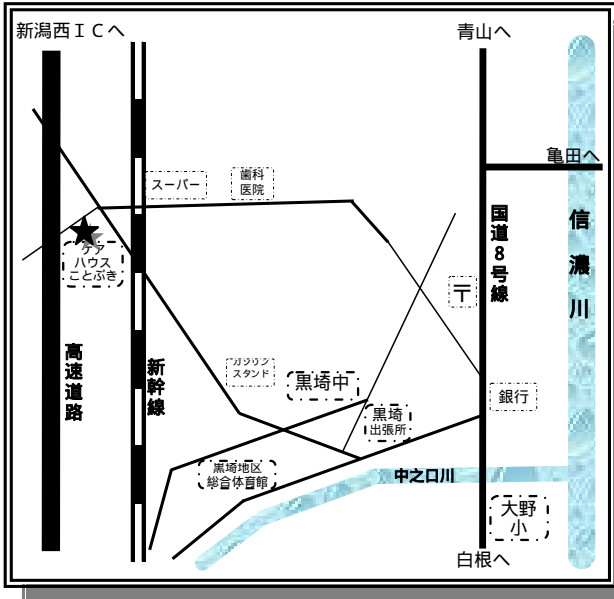 新潟西ＩＣへ
青山へ
亀田へ
スーパー
歯科
医院
ケア
ハウス
ことぶき
国道８号線
信濃川
〒
高速道路
新幹線
ガソリン
スタンド
黒埼中
銀行
黒埼
出張所
黒埼地区
総合体育館
中之口川
大野
小
白根へ